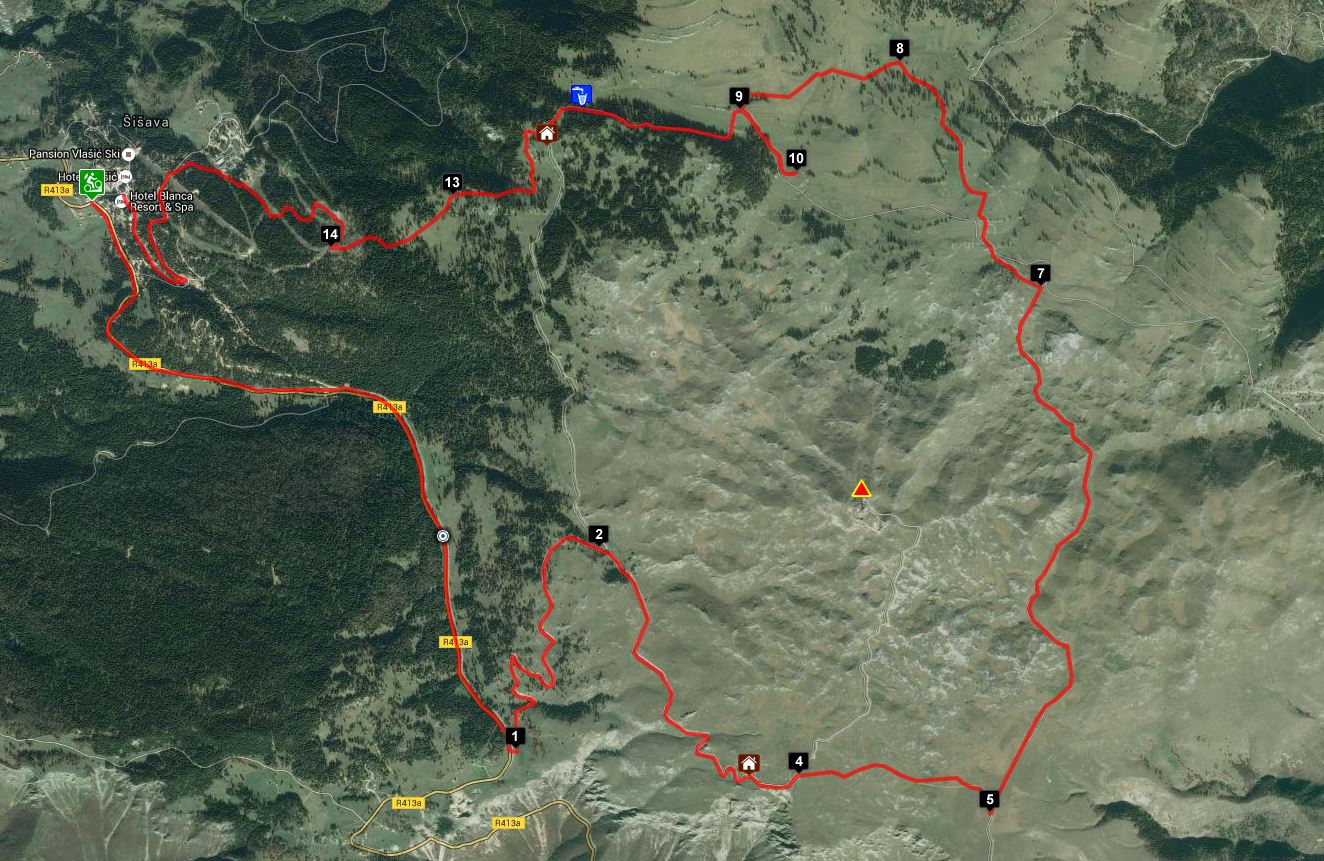 8
9
Šišava
Pansion Vlašić Ski
10
Hotel Vlašić
13
R413a
Hotel Blanca
Resort & Spa
14
7
R413a
R413a
2
R413a
1
4
5
R413a
R413a